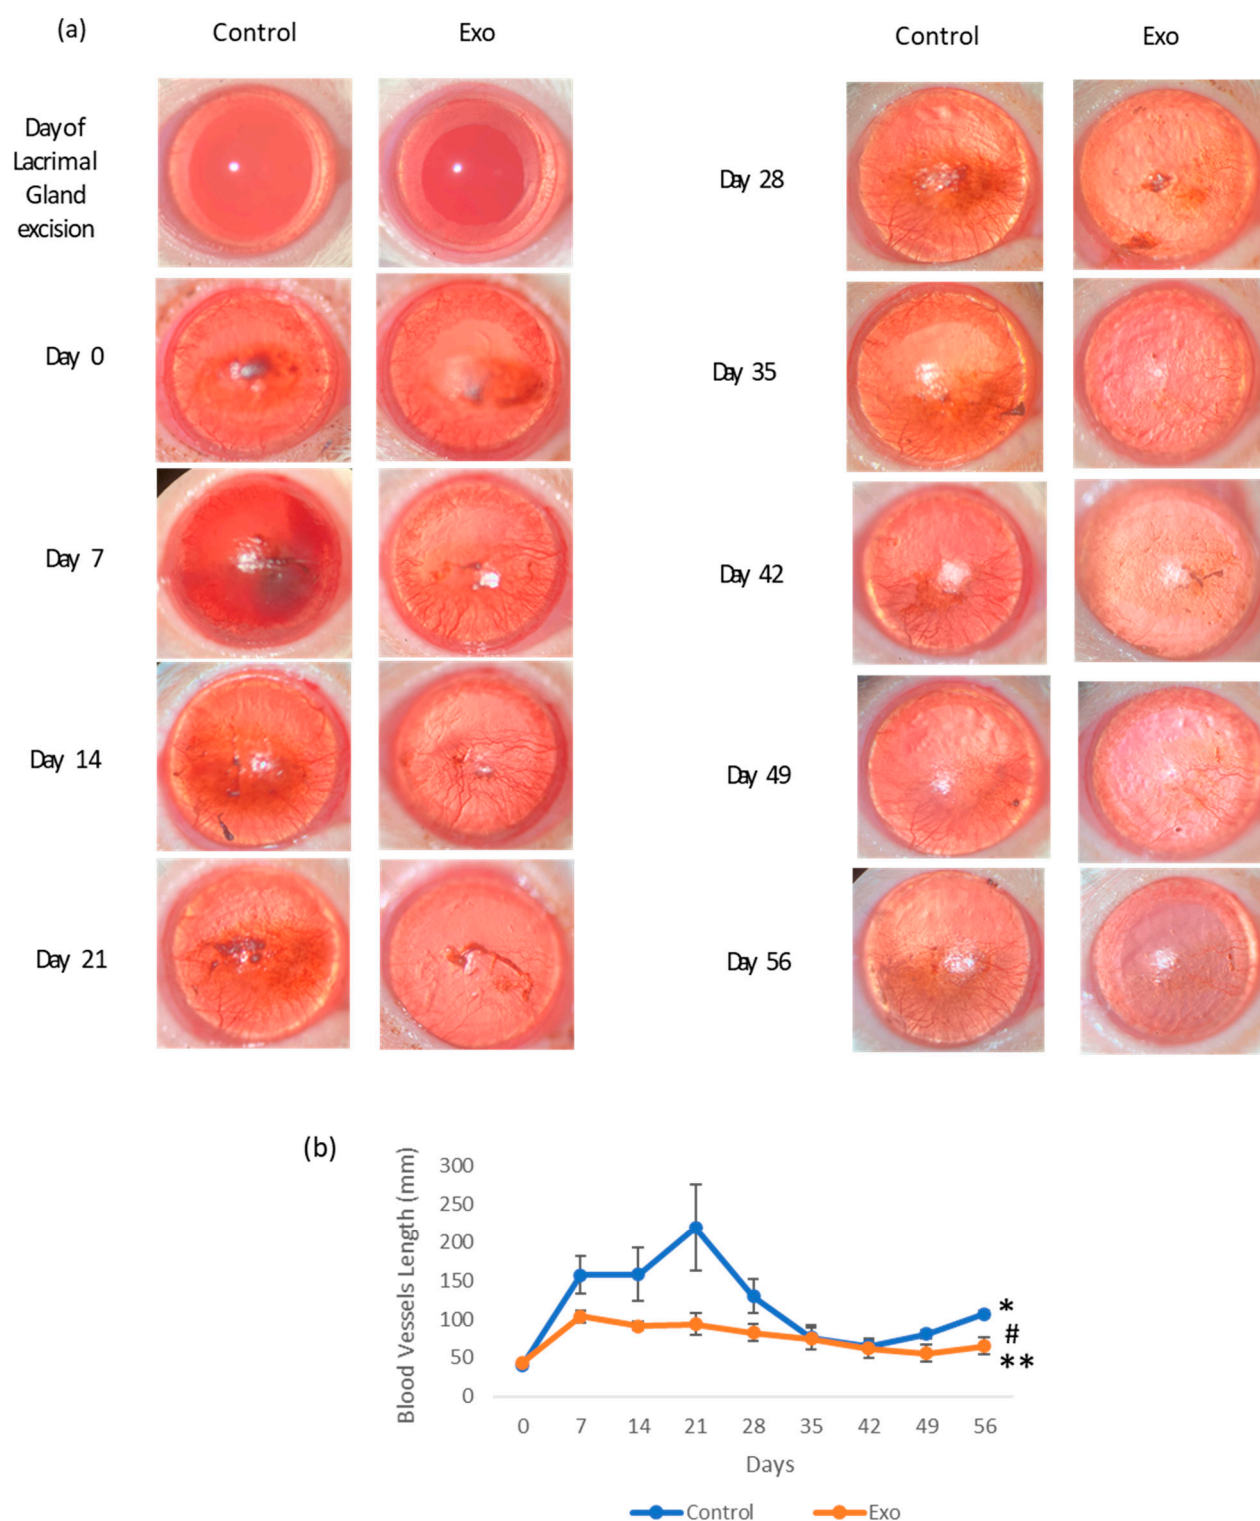 (a)
Control Exo
Day of
Lacrimal
Gland
excision
Day 0
Day 7
Day 14
Day 21
Control Exo
Day 28
Day 35
Day 42
Day 49
Day 56
(b)
Blood Vessels Length (mm)
300
250
200
150
100
50
0
*
#
**
0 7 14 21 28 35 42 49 56
Days
Control Exo